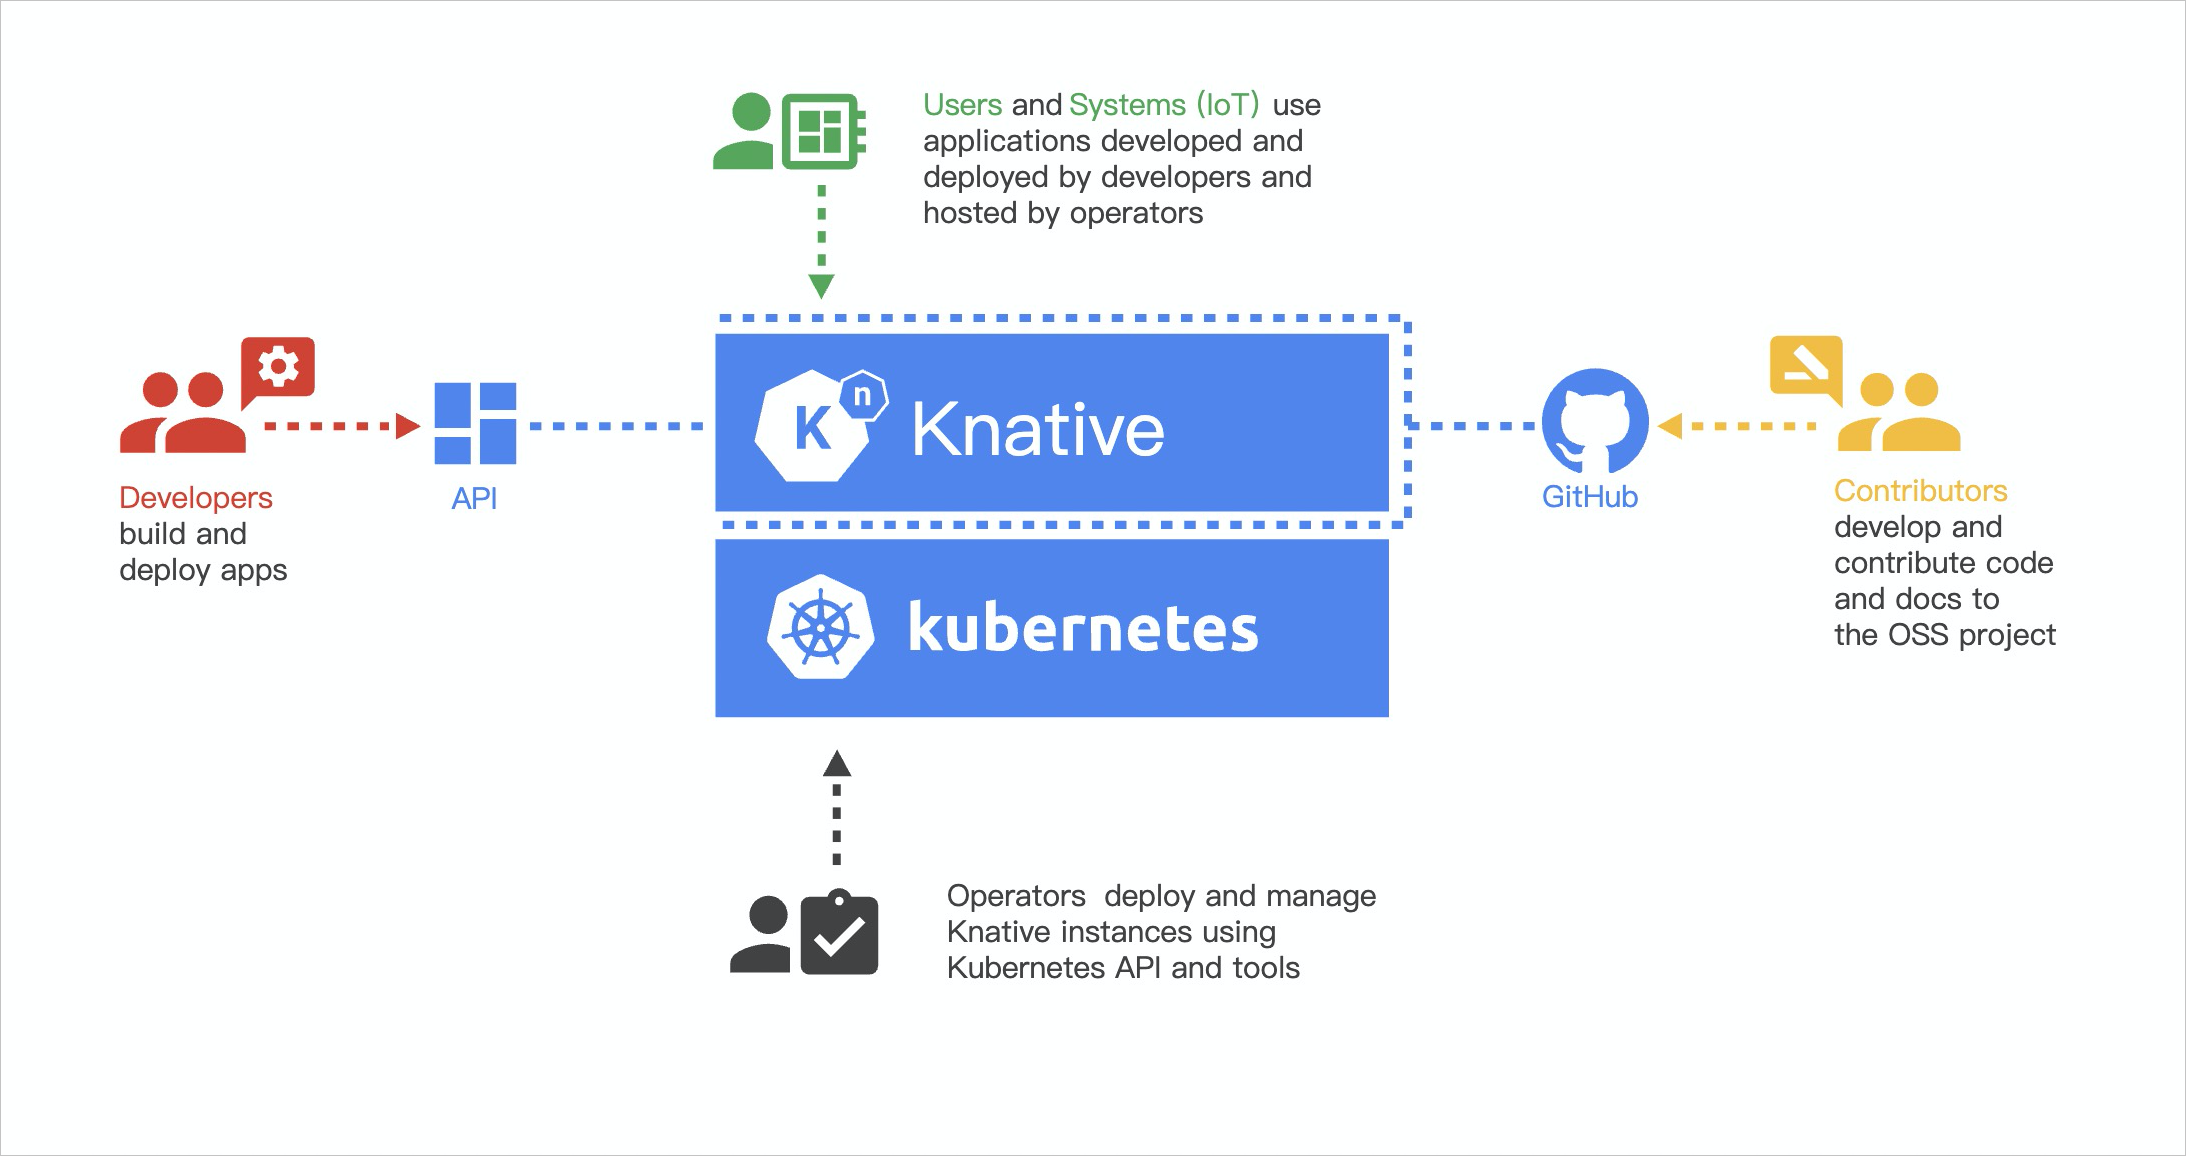 Users and Systems (IoT) use
applications developed and
deployed by developers and
hosted by operators
Developers
build and
deploy apps
API
K
n
Knative
kubernetes
GitHub
Contributors
develop and
contribute code
and docs to
the OSS project
Operators deploy and manage
Knative instances using
Kubernetes API and tools